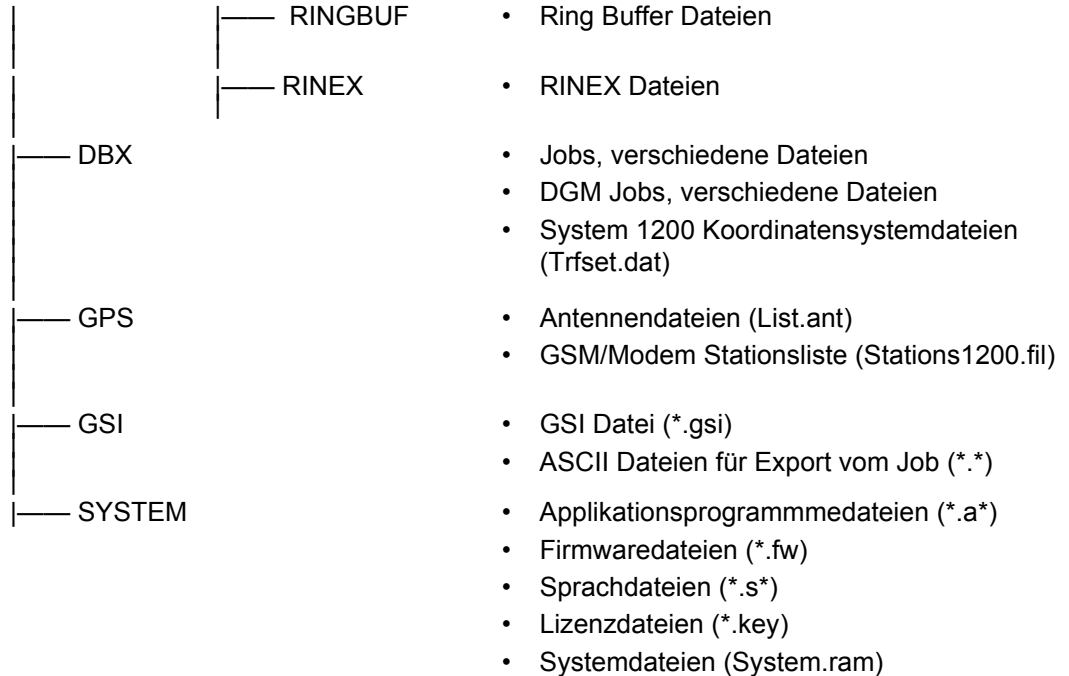 |—— RINGBUF • Ring Buffer Dateien
|—— RINEX • RINEX Dateien
|—— DBX • Jobs, verschiedene Dateien
• DGM Jobs, verschiedene Dateien
• System 1200 Koordinatensystemdateien
(Trfset.dat)
|—— GPS • Antennendateien (List.ant)
• GSM/Modem Stationsliste (Stations1200.fil)
|—— GSI • GSI Datei (*.gsi)
• ASCII Dateien für Export vom Job (*.*)
|—— SYSTEM • Applikationsprogrammmedateien (*.a*)
• Firmwaredateien (*.fw)
• Sprachdateien (*.s*)
• Lizenzdateien (*.key)
• Systemdateien (System.ram)